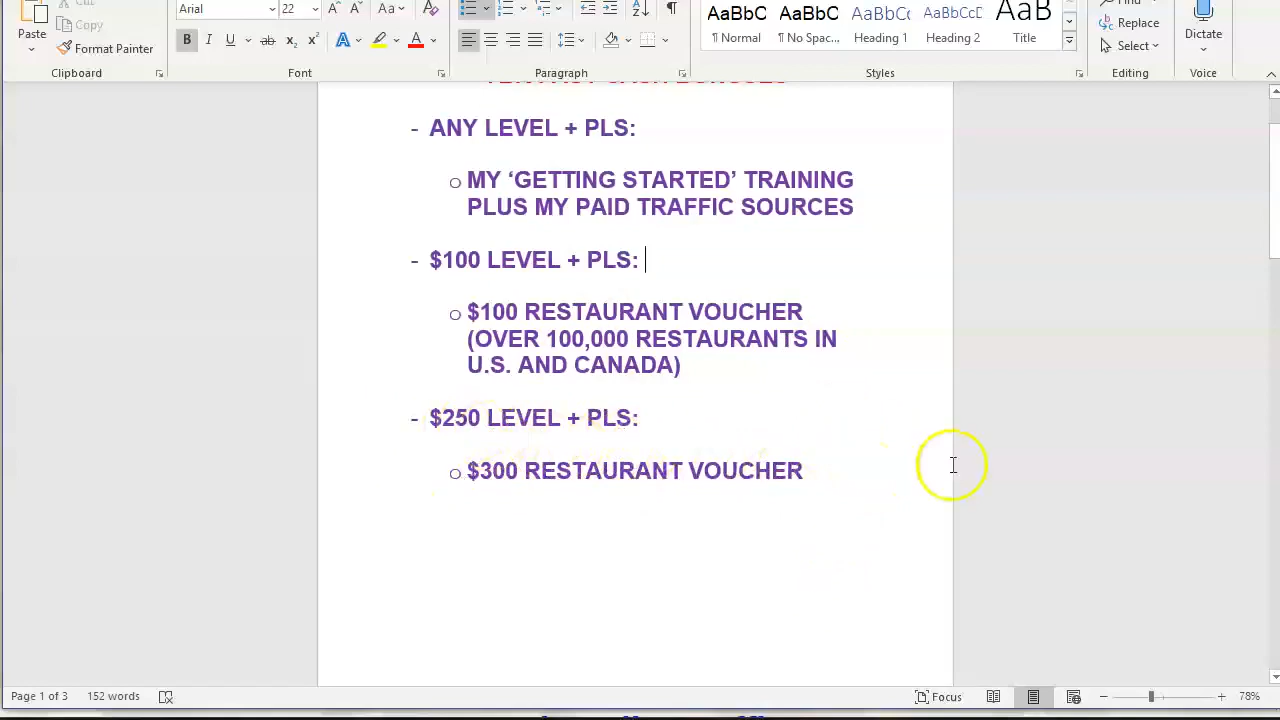 Paste
Copy
Format Painter
Clipboard
Arial
22
Font
Paragraph
AaBbC
¶ Normal
AaBbC
¶ No Spac...
AaBbC
Heading 1
AaBbCcD
Heading 2
AaB
Title
Styles
Replace
Select
Editing
Dictate
Voice
- ANY LEVEL + PLS:
o MY ‘GETTING STARTED’ TRAINING
PLUS MY PAID TRAFFIC SOURCES
- $100 LEVEL + PLS:
o $100 RESTAURANT VOUCHER
(OVER 100,000 RESTAURANTS IN
U.S. AND CANADA)
- $250 LEVEL + PLS:
o $300 RESTAURANT VOUCHER
Page 1 of 3
152 words
Focus
78%